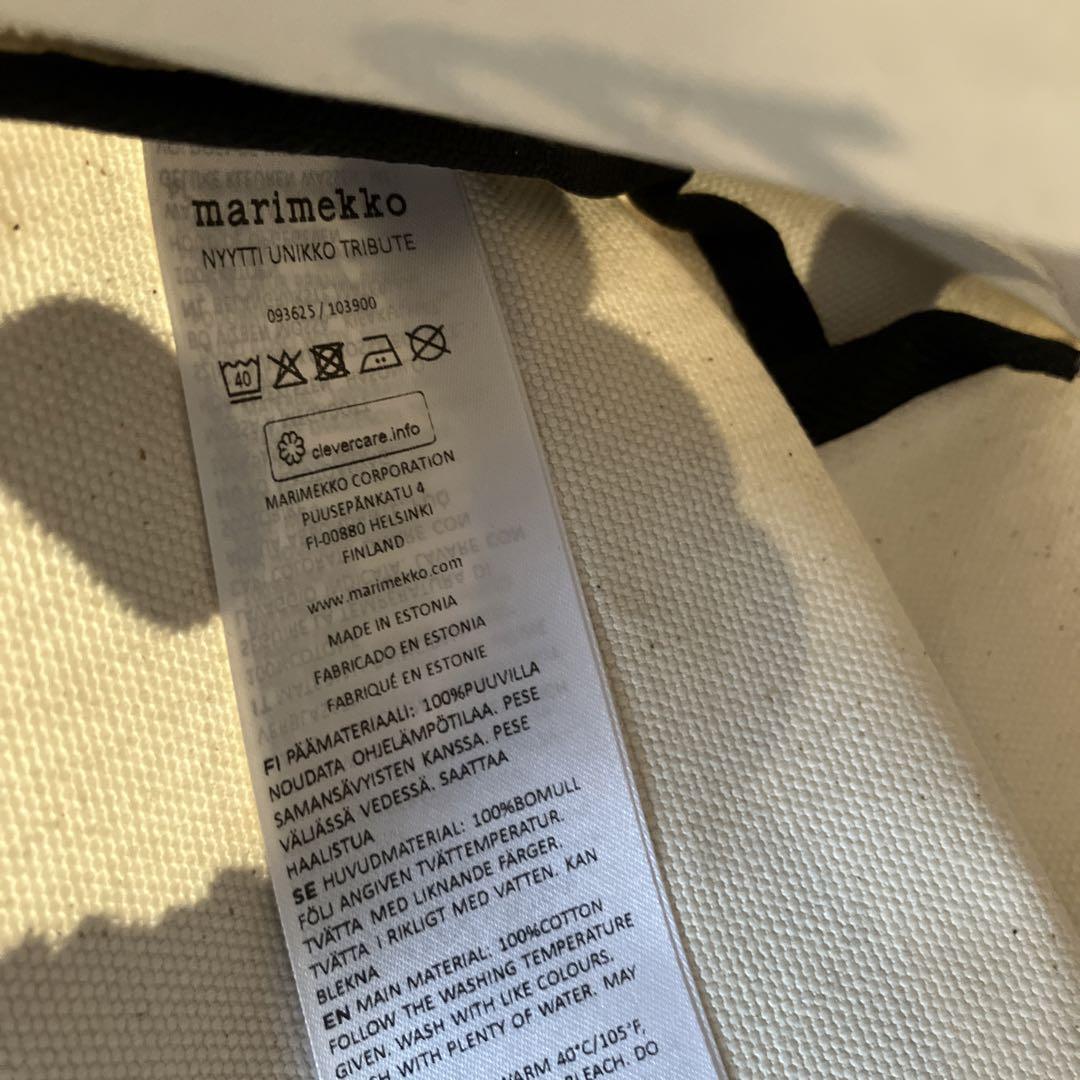 marimekko
NYYTTI UNIKKO TRIBUTE
093625 / 103900
40
clevercare.info
MARIMEKKO CORPORATION
PUUSEPÄNKATU 4
FI-00880 HELSINKI
FINLAND
www.marimekko.com
MADE IN ESTONIA
FABRICADO EN ESTONIA
FABRIQUÉ EN ESTONIE
FI PÄÄMATERIAALI: 100%PUUVILLA
NOUDATA OHJELÄMPÖTILAA. PESE
SAMANSÄVYISTEN KANSSA. PESE
VÄLJÄSSÄ VEDESSÄ. SAATTAA
HAALISTUA
SE HUVUDMATERIAL: 100%BOMULL
FÖLJ ANGIVEN TVÄTTEMPERATUR.
TVÄTTA MED LIKNANDE FÄRGER.
TVÄTTA I RIKLIGT MED VATTEN. KAN
BLEKNA
EN MAIN MATERIAL: 100%COTTON
FOLLOW THE WASHING TEMPERATURE
GIVEN. WASH WITH LIKE COLOURS.
WITH PLENTY OF WATER. MAY
WARM 40°C/105°F,
BLEACH. DO